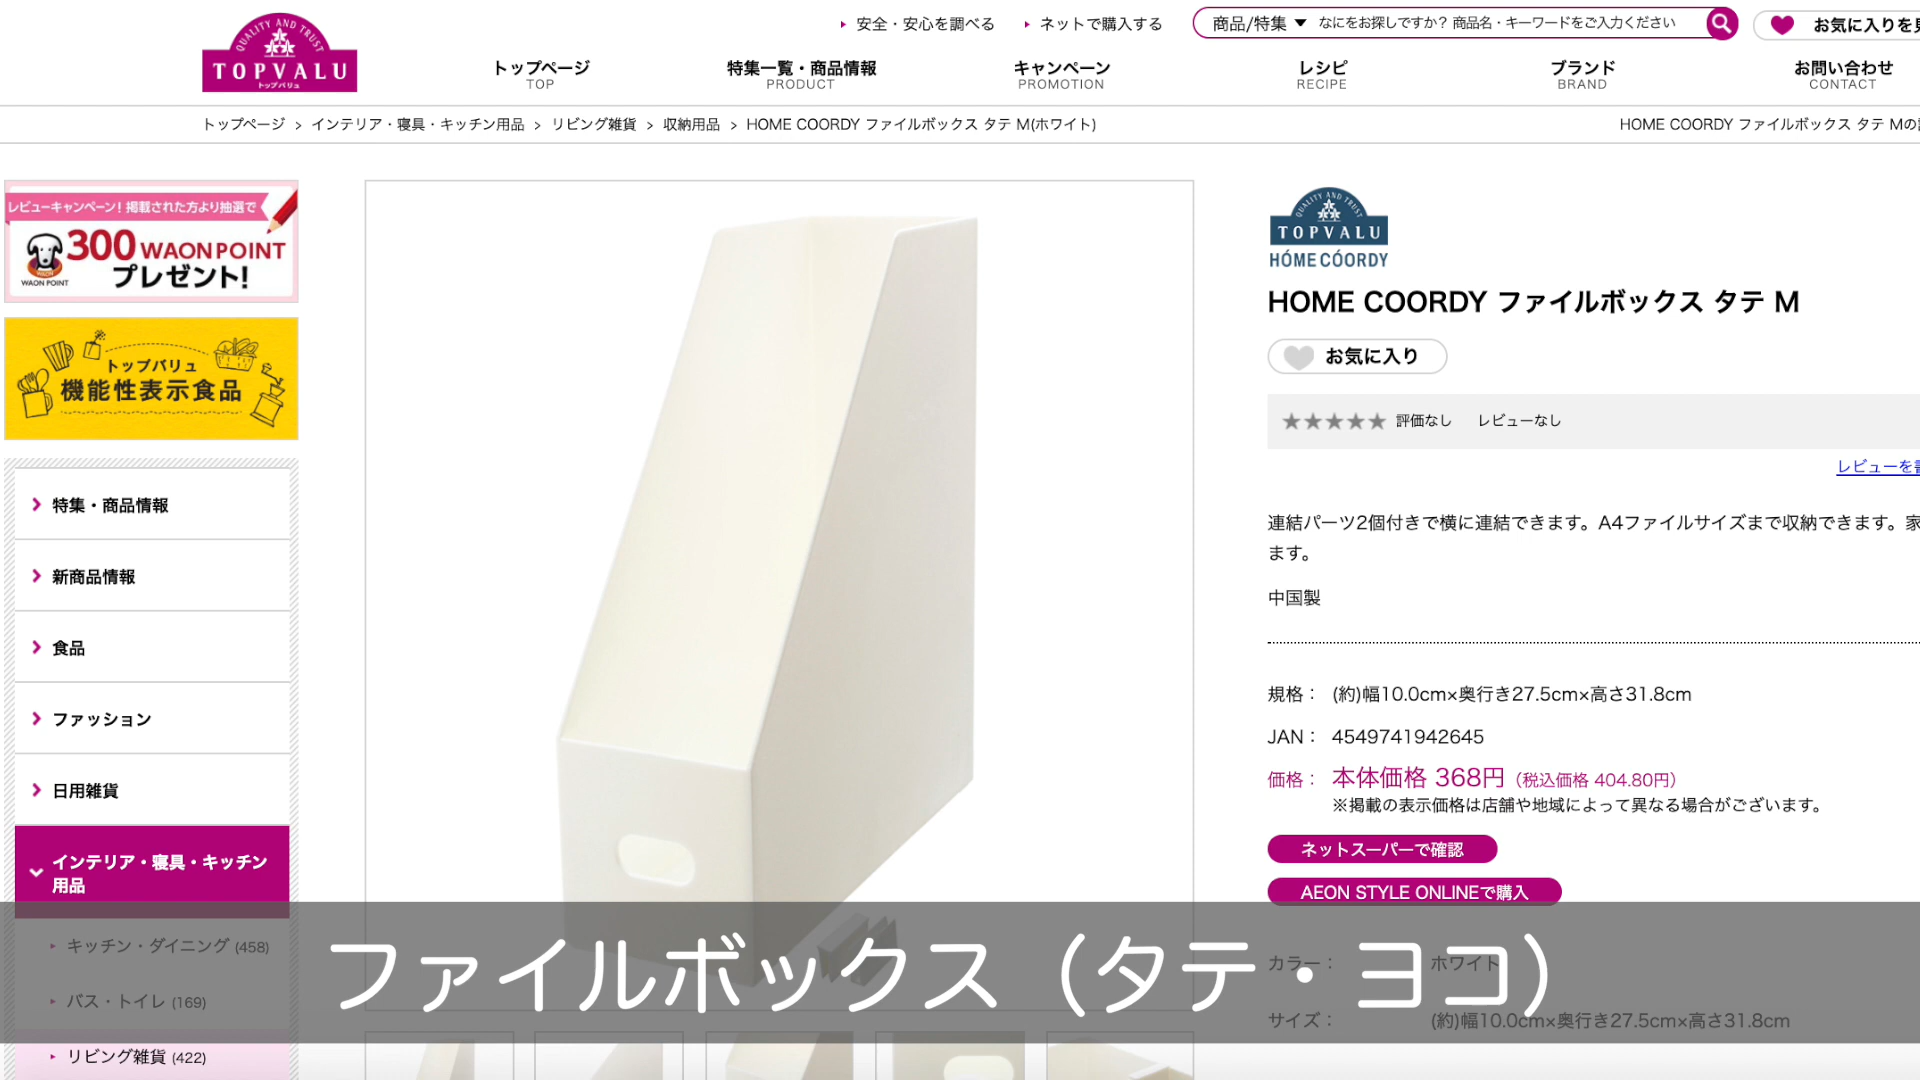 QUALITY AND TRUST
TOPVALU
トップバリュ
安全・安心を調べる
ネットで購入する
商品/特集▼ なにをお探しですか？ 商品名・キーワードをご入力ください
お気に入りを
トップページ
TOP
特集一覧・商品情報
PRODUCT
キャンペーン
PROMOTION
レシピ
RECIPE
ブランド
BRAND
お問い合わせ
CONTACT
トップページ > インテリア・寝具・キッチン用品 > リビング雑貨 > 収納用品 > HOME COORDY ファイルボックス タテ M(ホワイト)
HOME COORDY ファイルボックス タテ Mの
レビューキャンペーン！掲載された方より抽選で
300 WAON POINT
プレゼント！
WAON
WAON POINT
トップバリュ
機能性表示食品
特集・商品情報
新商品情報
食品
ファッション
日用雑貨
インテリア・寝具・キッチン
用品
キッチン・ダイニング (458)
バス・トイレ (169)
リビング雑貨 (422)
QUALITY AND TRUST
TOPVALU
HÓME CÓORDY
HOME COORDY ファイルボックス タテ M
お気に入り
★★★★★ 評価なし レビューなし
レビューを
連結パーツ2個付きで横に連結できます。A4ファイルサイズまで収納できます。家
ます。
中国製
規格： (約)幅10.0cm×奥行き27.5cm×高さ31.8cm
JAN： 4549741942645
価格： 本体価格 368円（税込価格 404.80円）
※掲載の表示価格は店舗や地域によって異なる場合がございます。
ネットスーパーで確認
AEON STYLE ONLINEで購入
カラー： ホワイト
サイズ： (約)幅10.0cm×奥行き27.5cm×高さ31.8cm
ファイルボックス（タテ・ヨコ）